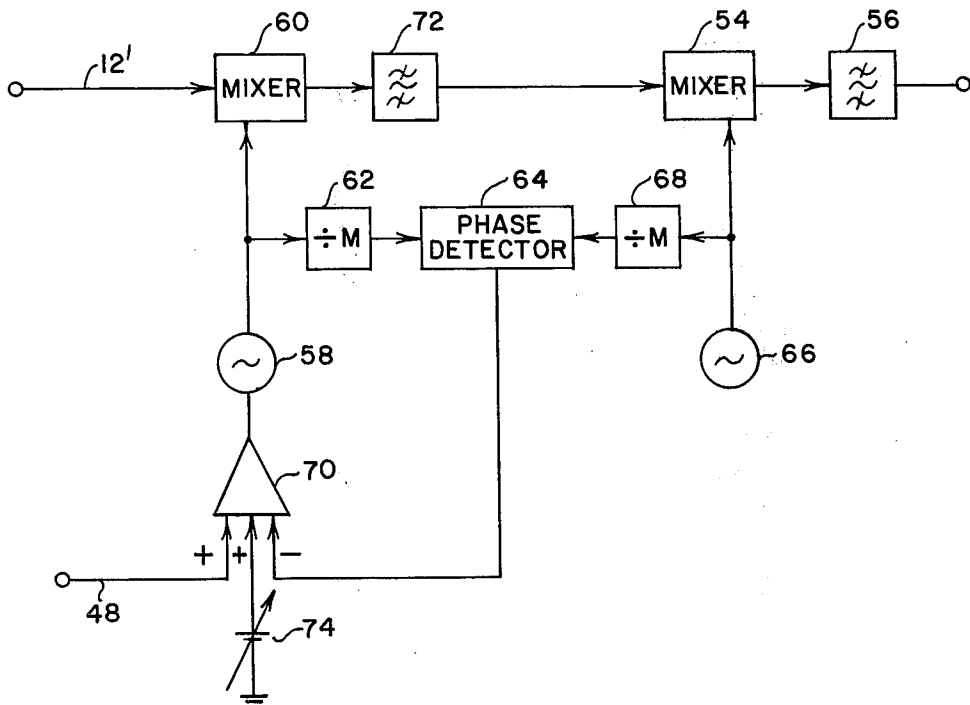 60
72
54
56
12'
MIXER
MIXER
62
64
68
÷M
PHASE
DETECTOR
÷M
58
66
70
+ + −
48
74